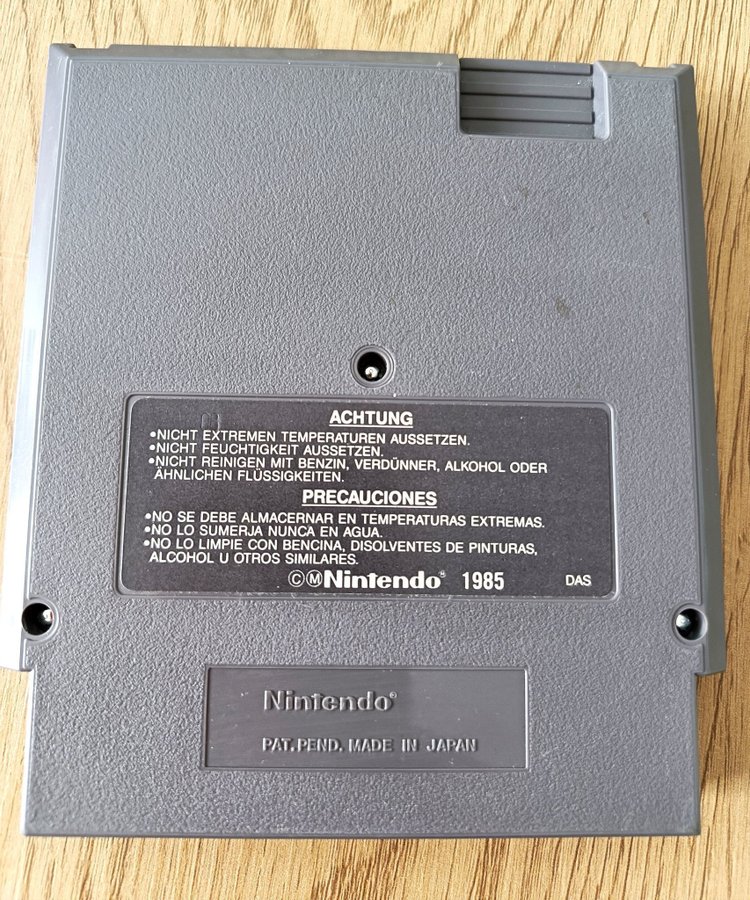 ACHTUNG
•NICHT EXTREMEN TEMPERATUREN AUSSETZEN.
•NICHT FEUCHTIGKEIT AUSSETZEN.
•NICHT REINIGEN MIT BENZIN, VERDÜNNER, ALKOHOL ODER
ÄHNLICHEN FLÜSSIGKEITEN.
PRECAUCIONES
•NO SE DEBE ALMACERNAR EN TEMPERATURAS EXTREMAS.
•NO LO SUMERJA NUNCA EN AGUA.
•NO LO LIMPIE CON BENCINA, DISOLVENTES DE PINTURAS,
ALCOHOL U OTROS SIMILARES.
ⒸⓂNintendo® 1985 DAS
Nintendo®
PAT. PEND. MADE IN JAPAN